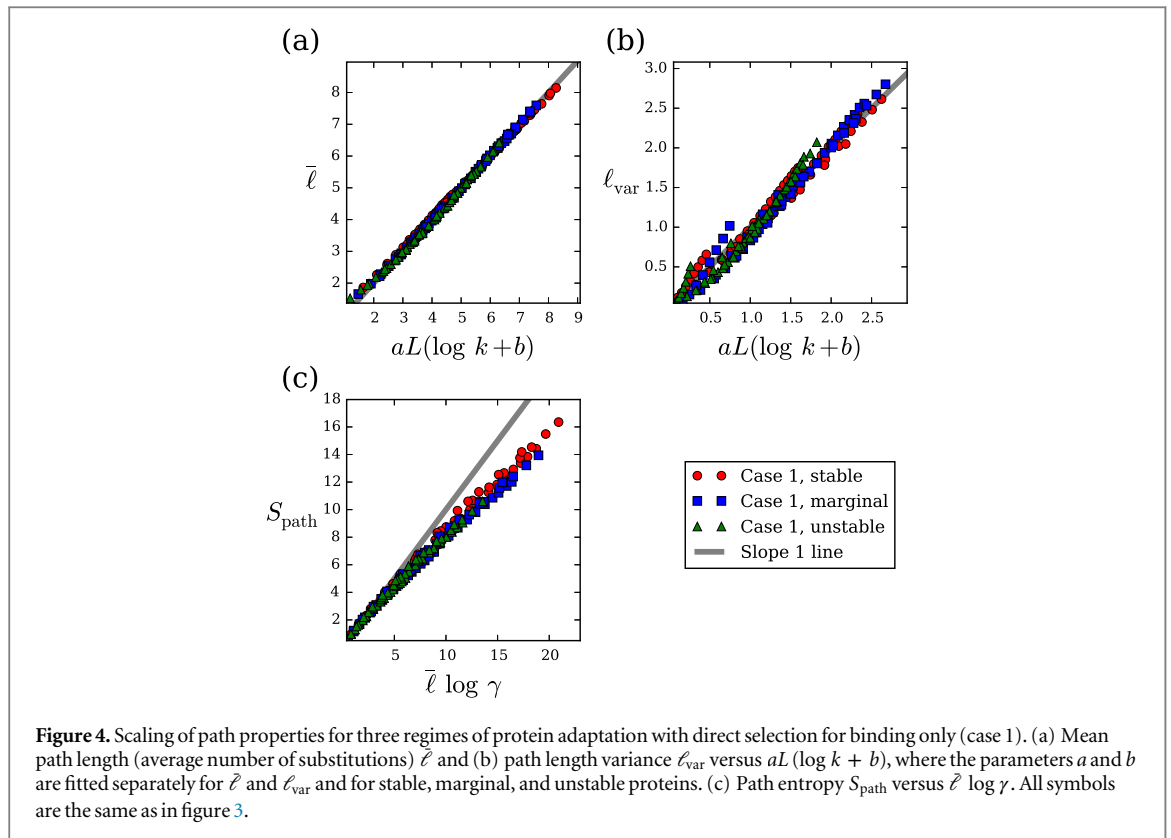 (a)
8
7
6
5
4
3
2
ℓ̄
2 3 4 5 6 7 8 9
aL(log k+b)
(b)
3.0
2.5
2.0
1.5
1.0
0.5
ℓvar
0.5 1.0 1.5 2.0 2.5
aL(log k+b)
(c)
18
16
14
12
10
8
6
4
2
Spath
5 10 15 20
ℓ̄ log γ
Case 1, stable
Case 1, marginal
Case 1, unstable
Slope 1 line
Figure 4. Scaling of path properties for three regimes of protein adaptation with direct selection for binding only (case 1). (a) Mean
path length (average number of substitutions) ℓ̄ and (b) path length variance ℓvar versus aL (log k + b), where the parameters a and b
are fitted separately for ℓ̄ and ℓvar and for stable, marginal, and unstable proteins. (c) Path entropy Spath versus ℓ̄ log γ. All symbols
are the same as in figure 3.